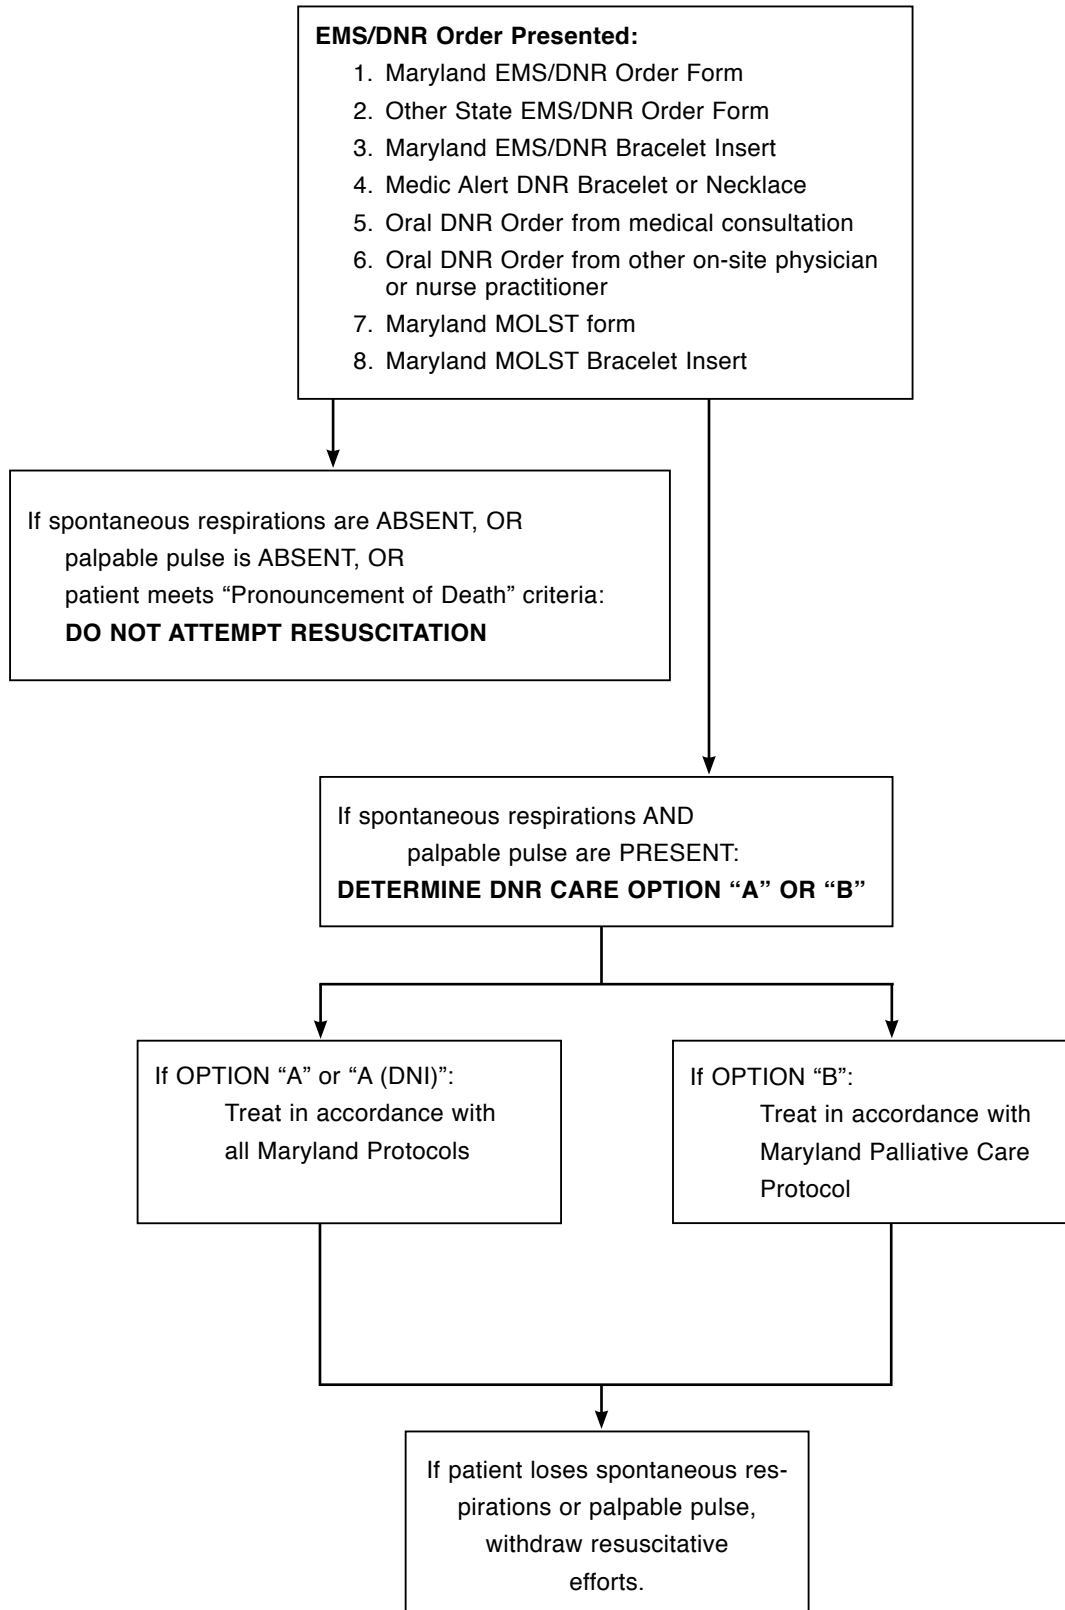 EMS/DNR Order Presented:
1. Maryland EMS/DNR Order Form
2. Other State EMS/DNR Order Form
3. Maryland EMS/DNR Bracelet Insert
4. Medic Alert DNR Bracelet or Necklace
5. Oral DNR Order from medical consultation
6. Oral DNR Order from other on-site physician
or nurse practitioner
7. Maryland MOLST form
8. Maryland MOLST Bracelet Insert
If spontaneous respirations are ABSENT, OR
palpable pulse is ABSENT, OR
patient meets “Pronouncement of Death” criteria:
DO NOT ATTEMPT RESUSCITATION
If spontaneous respirations AND
palpable pulse are PRESENT:
DETERMINE DNR CARE OPTION “A” OR “B”
If OPTION “A” or “A (DNI)”:
Treat in accordance with
all Maryland Protocols
If OPTION “B”:
Treat in accordance with
Maryland Palliative Care
Protocol
If patient loses spontaneous res-
pirations or palpable pulse,
withdraw resuscitative
efforts.